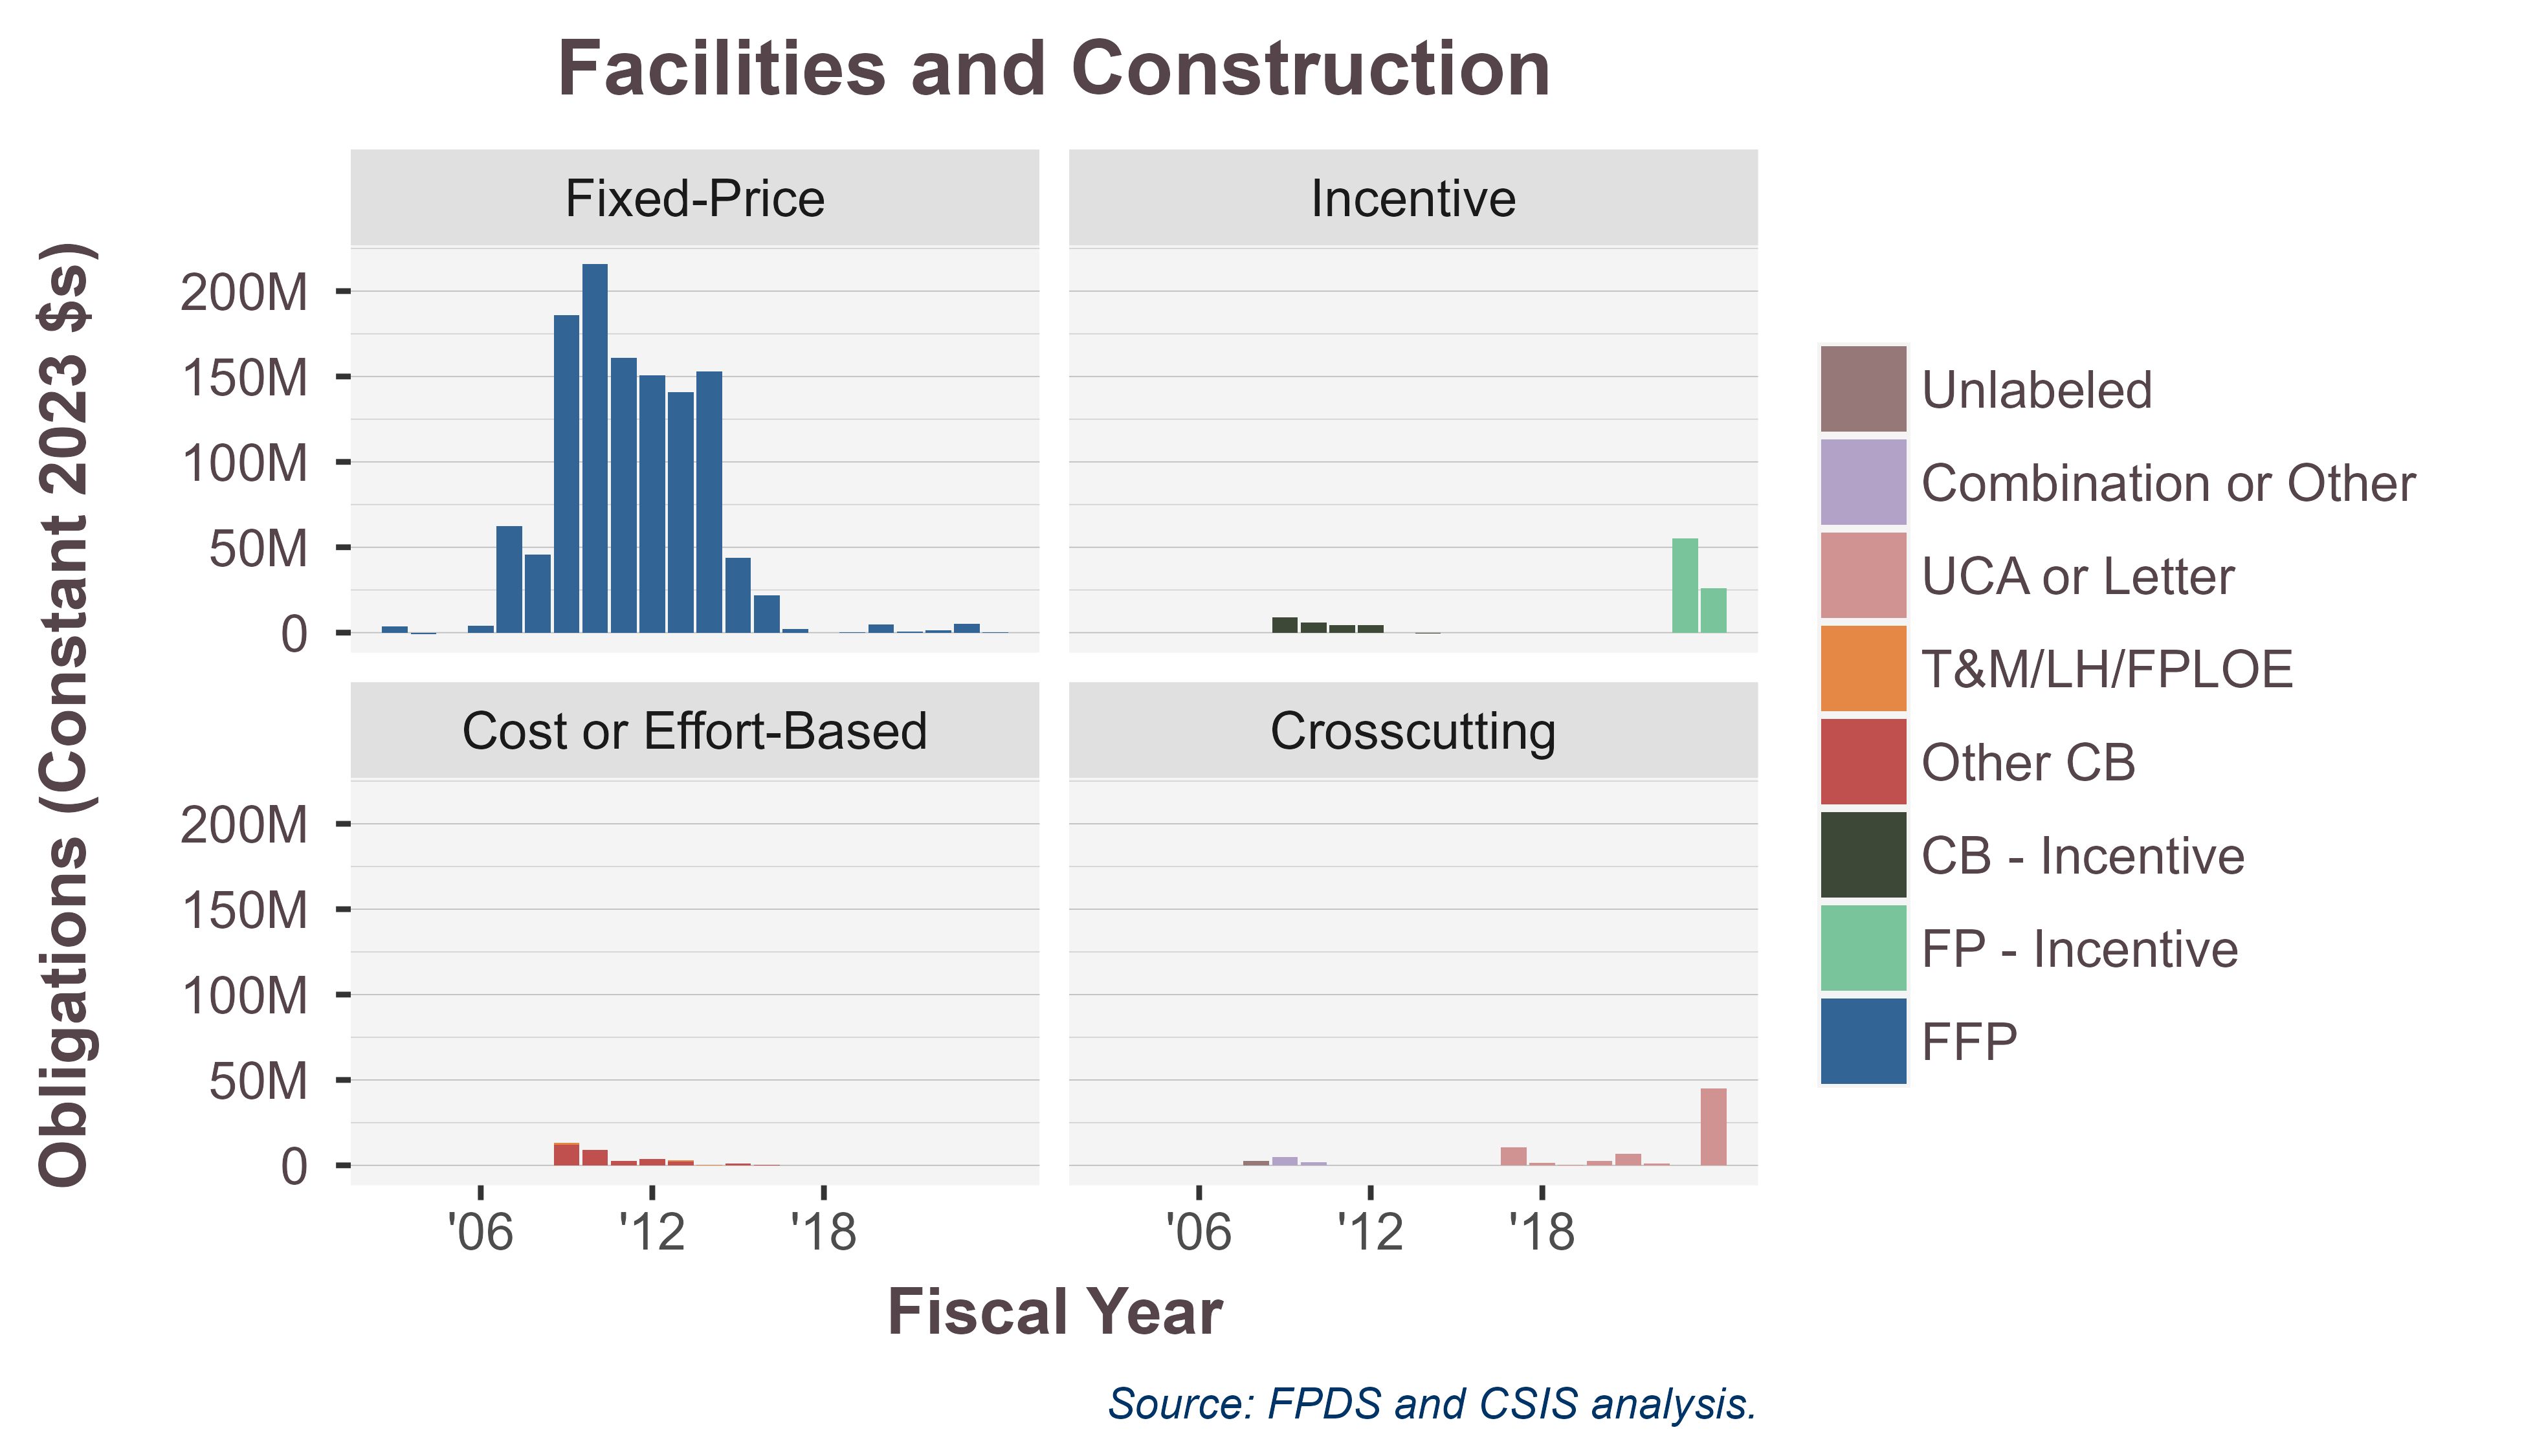 Facilities and Construction
Fixed-Price
Incentive
Obligations (Constant 2023 $s)
200M
150M
100M
50M
0
Cost or Effort-Based
Crosscutting
200M
150M
100M
50M
0
'06
'12
'18
'06
'12
'18
Fiscal Year
Unlabeled
Combination or Other
UCA or Letter
T&M/LH/FPLOE
Other CB
CB - Incentive
FP - Incentive
FFP
Source: FPDS and CSIS analysis.